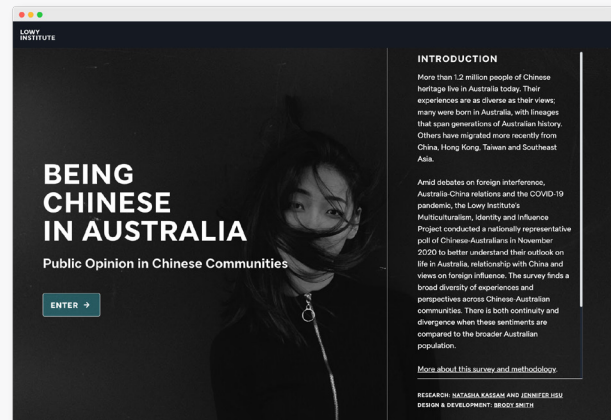 LOWY
INSTITUTE
BEING
CHINESE
IN AUSTRALIA
Public Opinion in Chinese Communities
ENTER →
INTRODUCTION
More than 1.2 million people of Chinese
heritage live in Australia today. Their
experiences are as diverse as their views;
many were born in Australia, with lineages
that span generations of Australian history.
Others have migrated more recently from
China, Hong Kong, Taiwan and Southeast
Asia.
Amid debates on foreign interference,
Australia-China relations and the COVID-19
pandemic, the Lowy Institute's
Multiculturalism, Identity and Influence
Project conducted a nationally representative
poll of Chinese-Australians in November
2020 to better understand their outlook on
life in Australia, relationship with China and
views on foreign influence. The survey finds a
broad diversity of experiences and
perspectives across Chinese-Australian
communities. There is both continuity and
divergence when these sentiments are
compared to the broader Australian
population.
More about this survey and methodology.
RESEARCH: NATASHA KASSAM AND JENNIFER HSU
DESIGN & DEVELOPMENT: BRODY SMITH